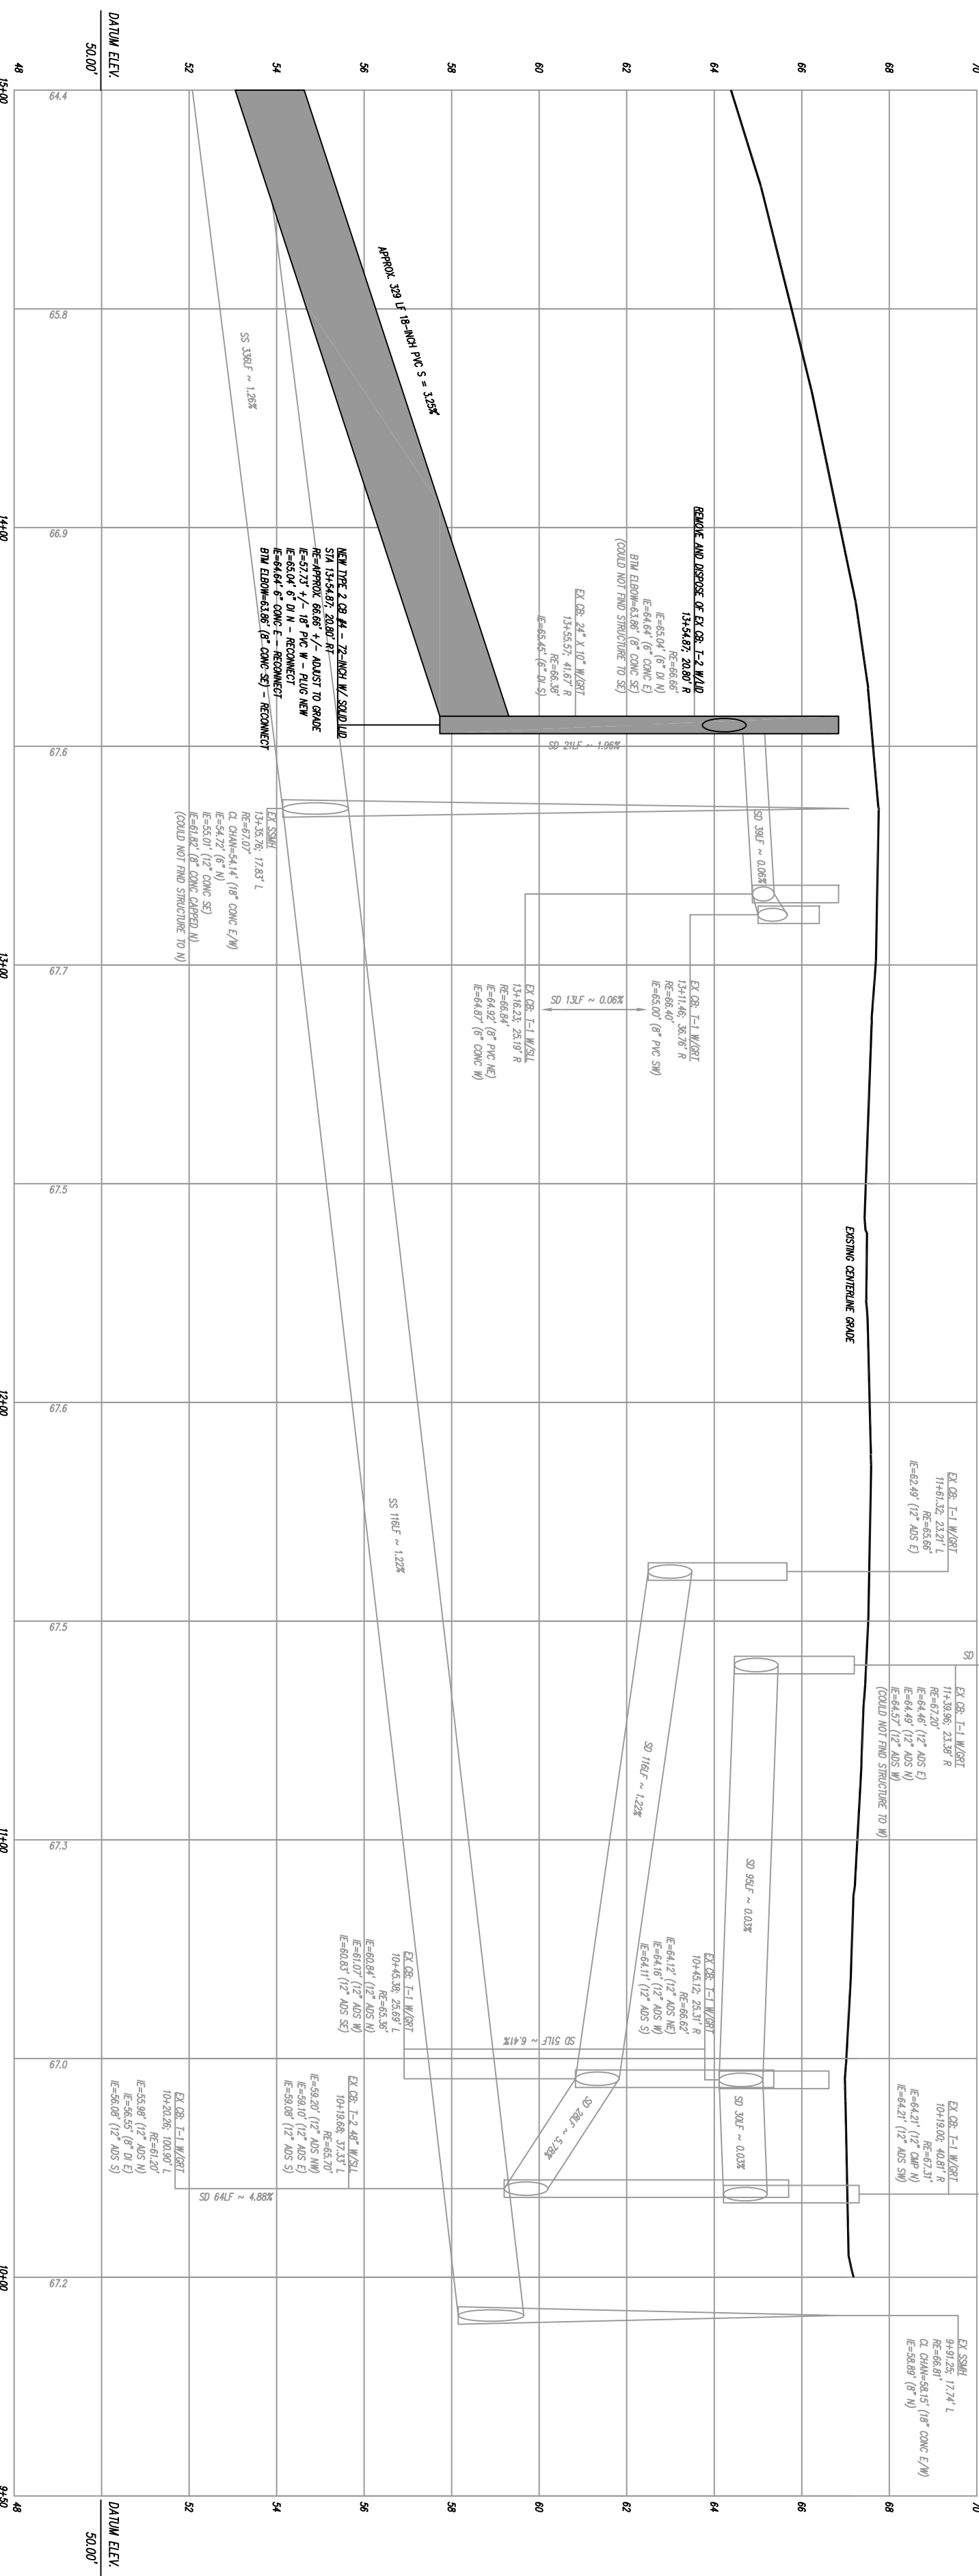 DATUM ELEV.
50.00'
48
52
54
56
58
60
62
64
66
68
70
15+00
64.4
65.8
14+00
66.9
67.6
13+00
67.7
67.5
12+00
67.6
67.5
11+00
67.3
67.0
10+00
67.2
9+50
APPROX. 329 LF 18-INCH PVC S = 3.25%
SS 336LF ~ 1.26%
REMOVE AND DISPOSE OF EX CB: T-2 W/LID
13+54.87; 20.80' R
RE=66.66'
IE=65.04' (6" DI N)
IE=64.64' (6" CONC E)
BTM ELBOW=63.86' (8" CONC SE)
(COULD NOT FIND STRUCTURE TO SE)
EX CB: 24" X 10" W/GRT
13+55.57; 41.67' R
RE=66.38'
IE=65.45' (6" DI S)
SD 21LF ~ 1.96%
NEW TYPE 2 CB #4 – 72-INCH W/ SOLID LID
STA 13+54.87; 20.80' RT
RE=APPROX. 66.66' +/– ADJUST TO GRADE
IE=57.73' +/– 18" PVC W – PLUG NEW
IE=65.04' 6" DI N – RECONNECT
IE=64.64' 6" CONC E – RECONNECT
BTM ELBOW=63.86' (8" CONC SE) – RECONNECT
EX SSMH
13+35.76; 17.83' L
RE=67.07'
CL CHAN=54.14' (18" CONC E/W)
IE=54.72' (6" N)
IE=55.01' (12" CONC SE)
IE=61.82' (8" CONC CAPPED N)
(COULD NOT FIND STRUCTURE TO N)
SD 39LF ~ 0.06%
EX CB: T-1 W/GRT
13+11.46; 36.76' R
RE=66.40'
IE=65.00' (8" PVC SW)
SD 13LF ~ 0.06%
EX CB: T-1 W/SLL
13+16.23; 25.19' R
RE=66.84'
IE=64.92' (8" PVC NE)
IE=64.87' (6" CONC W)
EXISTING CENTERLINE GRADE
SS 116LF ~ 1.22%
EX CB: T-1 W/GRT
11+61.32; 23.21' L
RE=65.66'
IE=62.49' (12" ADS E)
SD
EX CB: T-1 W/GRT
11+39.96; 23.38' R
RE=67.20'
IE=64.46' (12" ADS E)
IE=64.49' (12" ADS N)
IE=64.57' (12" ADS W)
(COULD NOT FIND STRUCTURE TO W)
SD 116LF ~ 1.22%
SD 95LF ~ 0.03%
EX CB: T-1 W/GRT
10+45.12; 25.31' R
RE=66.62'
IE=64.12' (12" ADS NE)
IE=64.16' (12" ADS W)
IE=64.11' (12" ADS S)
EX CB: T-1 W/GRT
10+45.38; 25.69' L
RE=65.36'
IE=60.84' (12" ADS N)
IE=61.07' (12" ADS W)
IE=60.83' (12" ADS SE)
SD 51LF ~ 6.41%
SD 28LF ~ 5.78%
SD 30LF ~ 0.03%
EX CB: T-1 W/GRT
10+19.00; 40.81' R
RE=67.31'
IE=64.21' (12" CMP N)
IE=64.21' (12" ADS SW)
EX CB: T-2 48" W/SLL
10+19.68; 37.33' L
RE=65.70'
IE=59.20' (12" ADS NW)
IE=59.10' (12" ADS E)
IE=59.08' (12" ADS S)
EX CB: T-1 W/GRT
10+20.26; 100.90' L
RE=61.20'
IE=55.98' (12" ADS N)
IE=56.55' (8" DI E)
IE=56.08' (12" ADS S)
SD 64LF ~ 4.88%
EX SSMH
9+91.25; 17.74' L
RE=66.81'
CL CHAN=58.15' (18" CONC E/W)
IE=58.89' (8" N)
48
52
54
56
58
60
62
64
66
68
70
DATUM ELEV.
50.00'